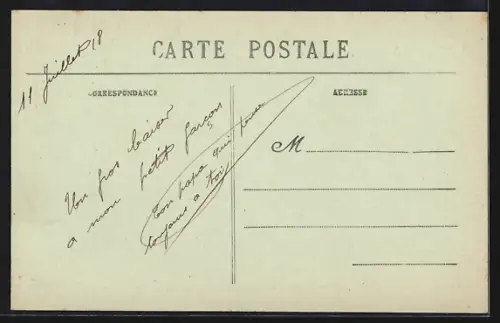 11 Juillet 18
CARTE POSTALE
CORRESPONDANCE
ADRESSE
Un gros baiser
a mon petit garçon
Ton papa qui pense
toujours a toi
M